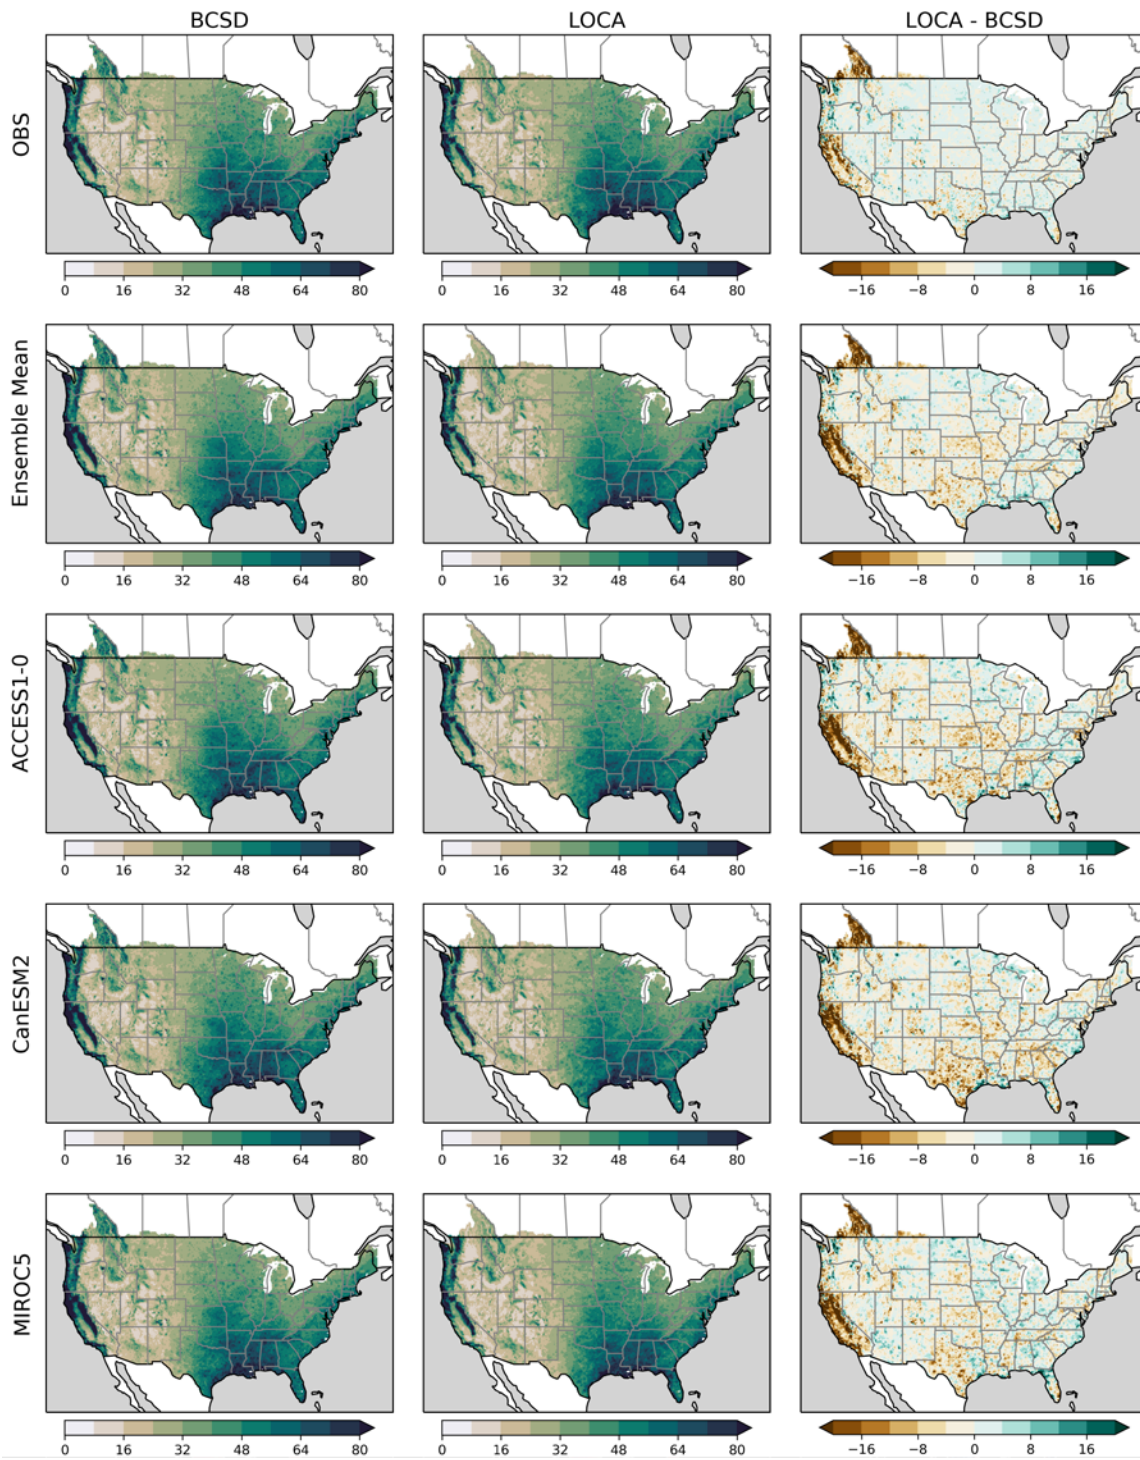 BCSD LOCA LOCA - BCSD
OBS
0 16 32 48 64 80 0 16 32 48 64 80 −16 −8 0 8 16
Ensemble Mean
0 16 32 48 64 80 0 16 32 48 64 80 −16 −8 0 8 16
ACCESS1-0
0 16 32 48 64 80 0 16 32 48 64 80 −16 −8 0 8 16
CanESM2
0 16 32 48 64 80 0 16 32 48 64 80 −16 −8 0 8 16
MIROC5
0 16 32 48 64 80 0 16 32 48 64 80 −16 −8 0 8 16